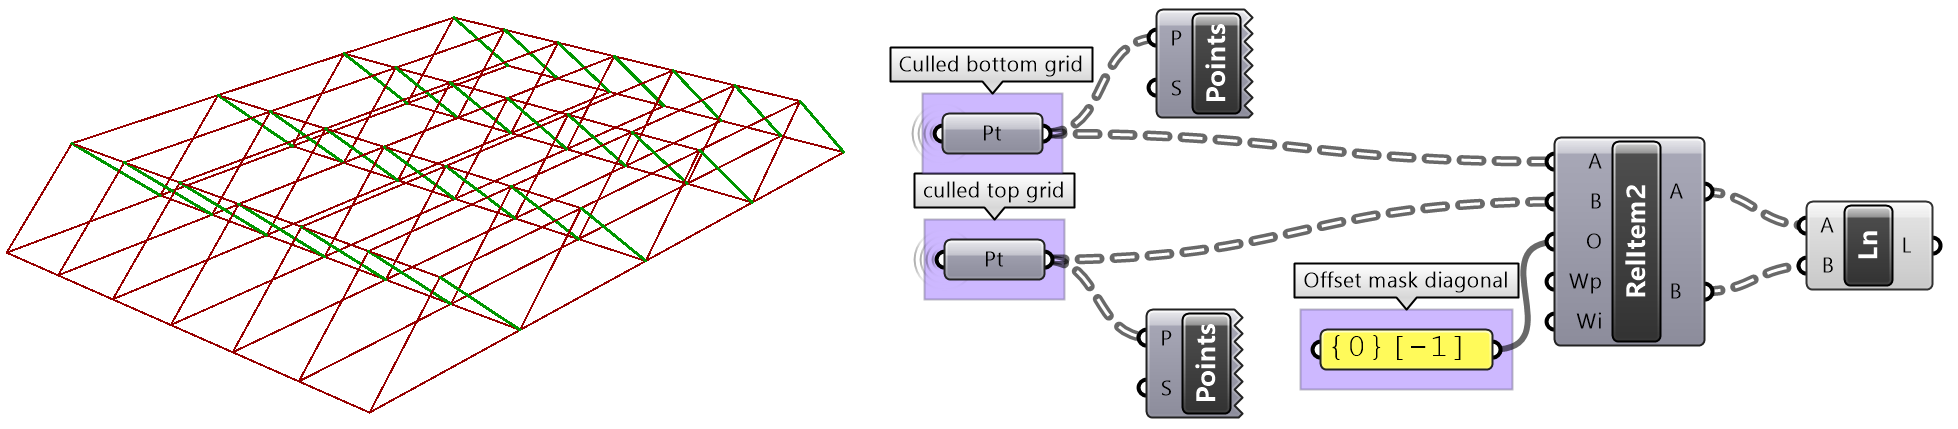 Culled bottom grid
Pt
P
S
Points
culled top grid
Pt
P
S
Points
Offset mask diagonal
{0}[-1]
A
B
O
Wp
Wi
RelItem2
A
B
A
B
Ln
L